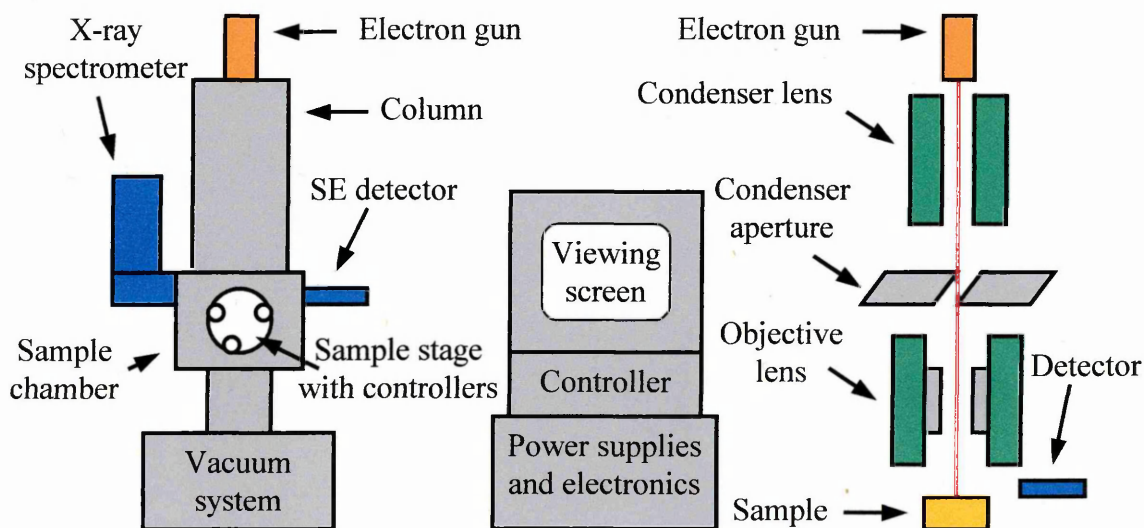 X-ray
spectrometer
Electron gun
Column
SE detector
Sample
chamber
Sample stage
with controllers
Vacuum
system
Viewing
screen
Controller
Power supplies
and electronics
Electron gun
Condenser lens
Condenser
aperture
Objective
lens
Detector
Sample